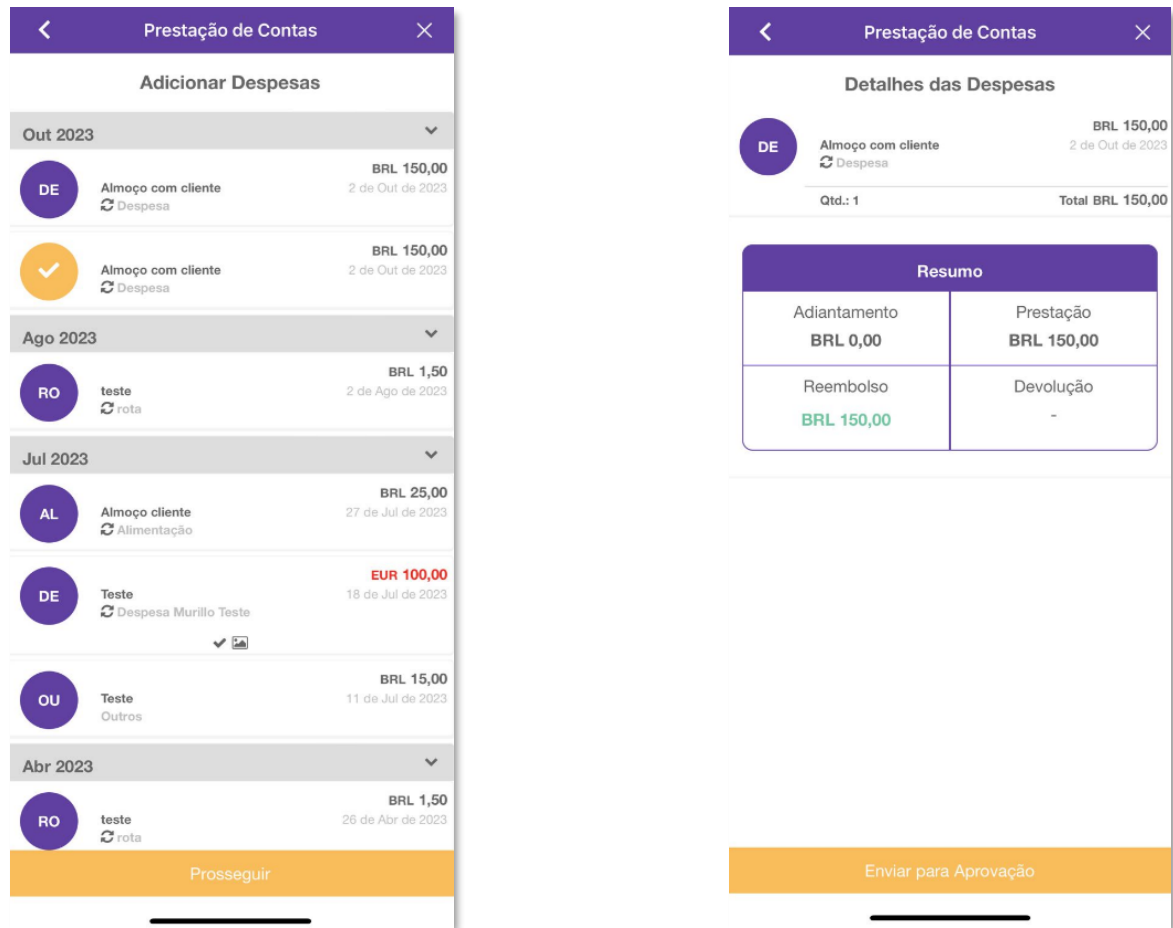 Prestação de Contas
Adicionar Despesas
Out 2023
BRL 150,00
DE
Almoço com cliente
2 de Out de 2023
Despesa
BRL 150,00
Almoço com cliente
2 de Out de 2023
Despesa
Ago 2023
BRL 1,50
RO
teste
2 de Ago de 2023
rota
Jul 2023
BRL 25,00
AL
Almoço cliente
27 de Jul de 2023
Alimentação
EUR 100,00
DE
Teste
18 de Jul de 2023
Despesa Murillo Teste
BRL 15,00
OU
Teste
11 de Jul de 2023
Outros
Abr 2023
BRL 1,50
RO
teste
26 de Abr de 2023
rota
Prosseguir
Prestação de Contas
Detalhes das Despesas
BRL 150,00
DE
Almoço com cliente
2 de Out de 2023
Despesa
Qtd.: 1
Total BRL 150,00
Resumo
Adiantamento
BRL 0,00
Prestação
BRL 150,00
Reembolso
BRL 150,00
Devolução
-
Enviar para Aprovação